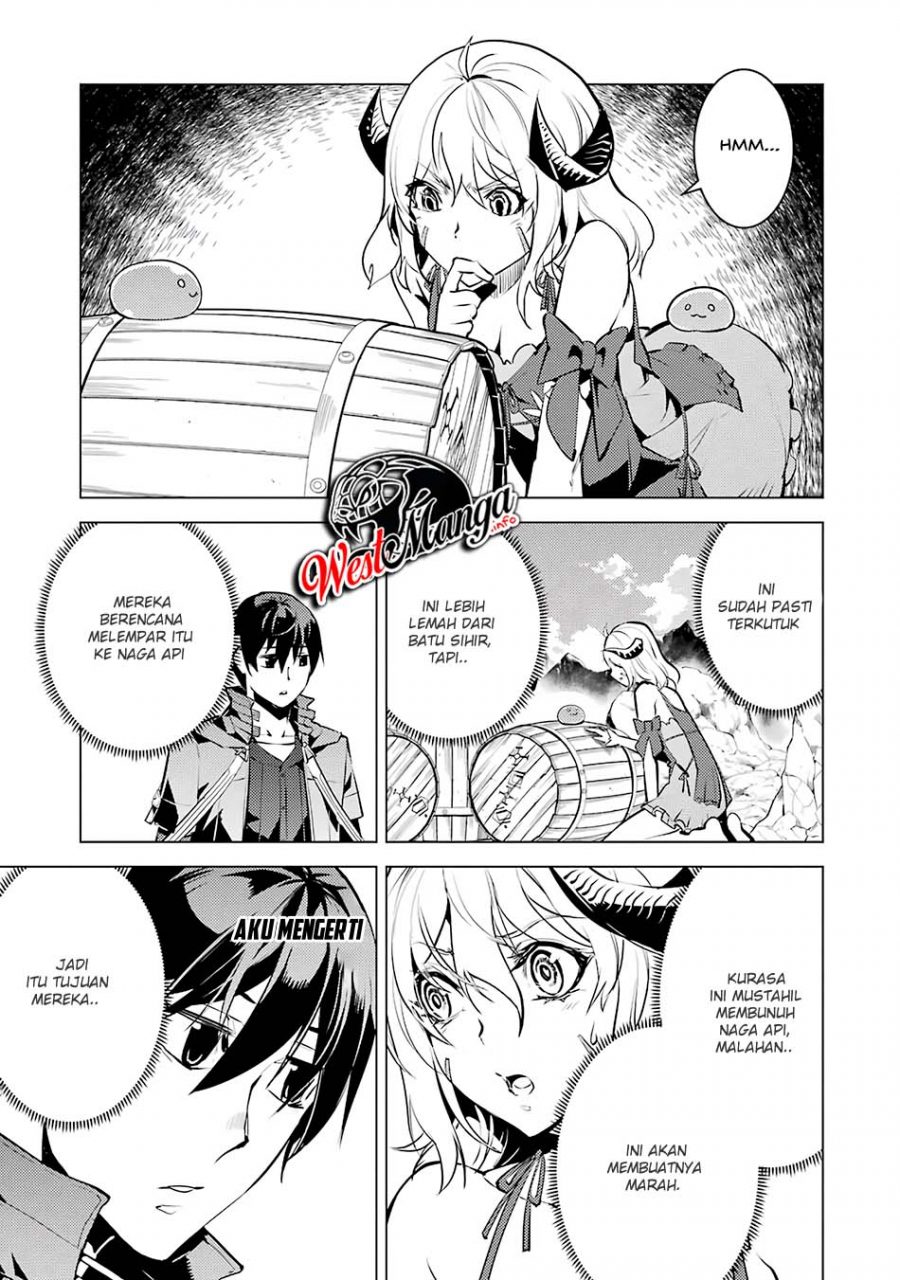 HMM...
INI
SUDAH PASTI
TERKUTUK
INI LEBIH
LEMAH DARI
BATU SIHIR,
TAPI..
MEREKA
BERENCANA
MELEMPAR ITU
KE NAGA API
WestManga
.info
KURASA
INI MUSTAHIL
MEMBUNUH
NAGA API,
MALAHAN..
INI AKAN
MEMBUATNYA
MARAH.
AKU MENGERTI
JADI
ITU TUJUAN
MEREKA..